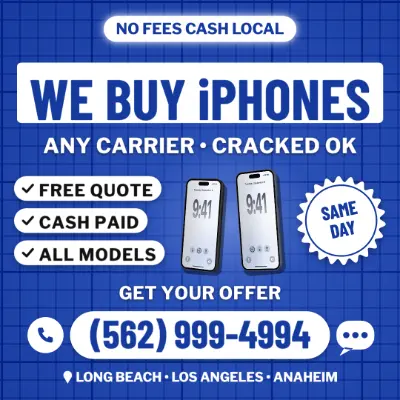 NO FEES CASH LOCAL
WE BUY iPHONES
ANY CARRIER • CRACKED OK
✓ FREE QUOTE
✓ CASH PAID
✓ ALL MODELS
9:41
9:41
SAME
DAY
GET YOUR OFFER
(562) 999-4994
LONG BEACH • LOS ANGELES • ANAHEIM